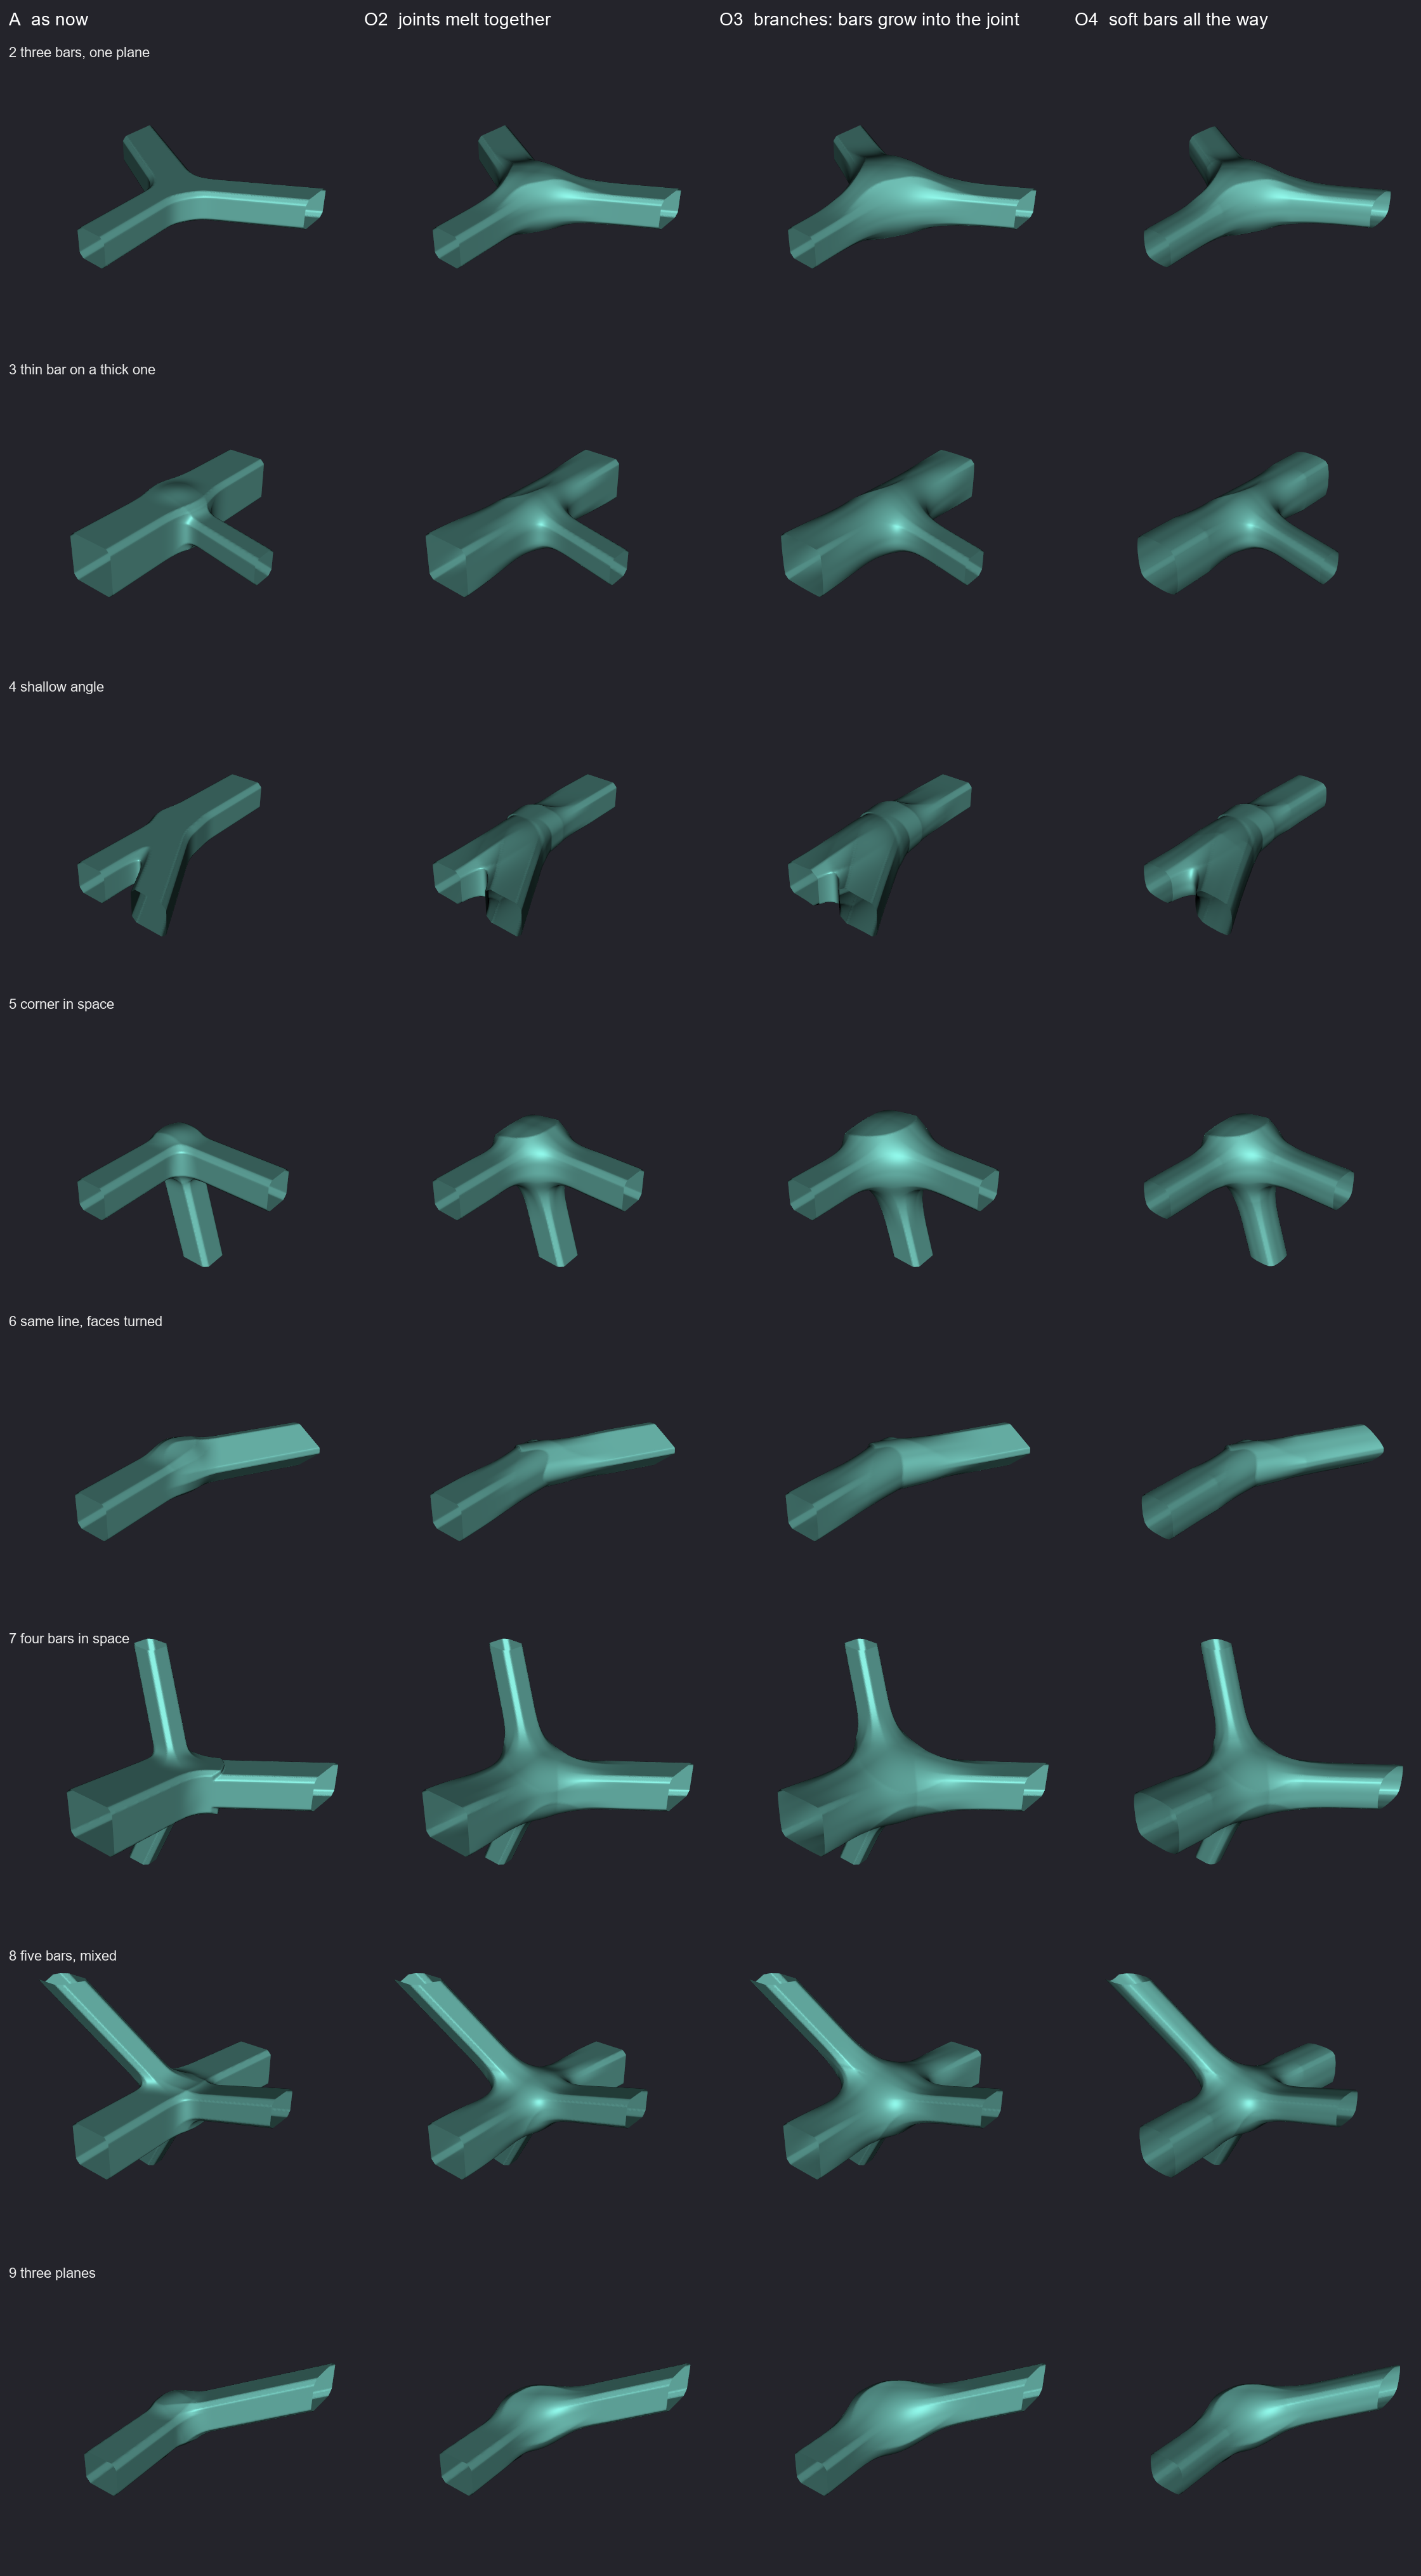 A as now
O2 joints melt together
O3 branches: bars grow into the joint
O4 soft bars all the way
2 three bars, one plane
3 thin bar on a thick one
4 shallow angle
5 corner in space
6 same line, faces turned
7 four bars in space
8 five bars, mixed
9 three planes